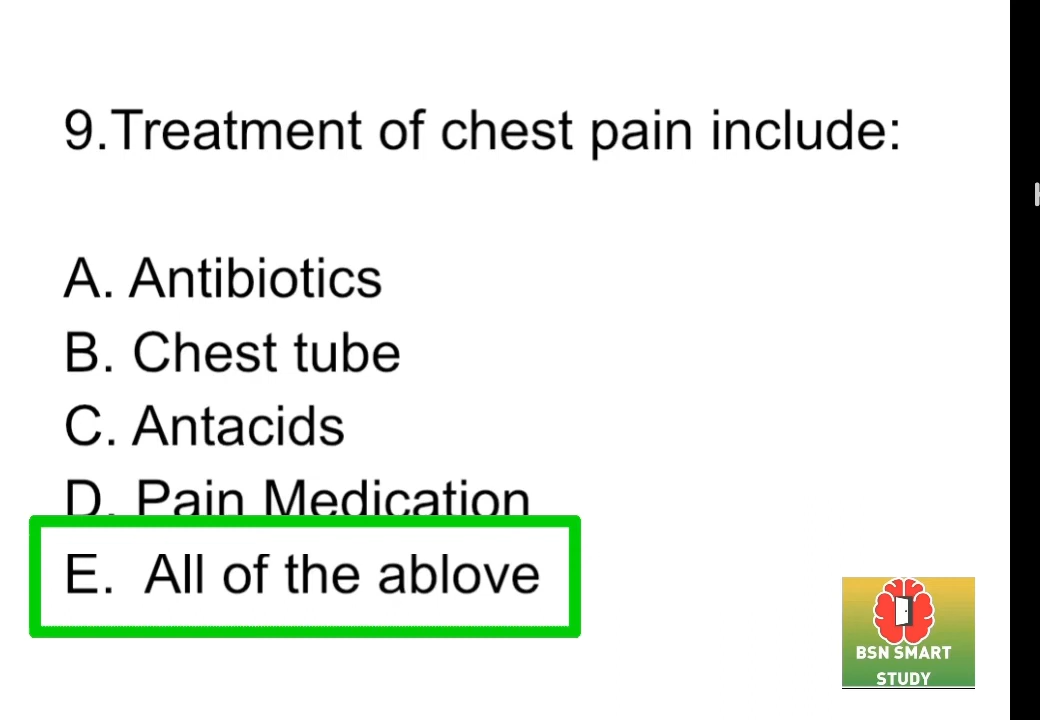 9.Treatment of chest pain include:
A. Antibiotics
B. Chest tube
C. Antacids
D. Pain Medication
E. All of the ablove
BSN SMART
STUDY